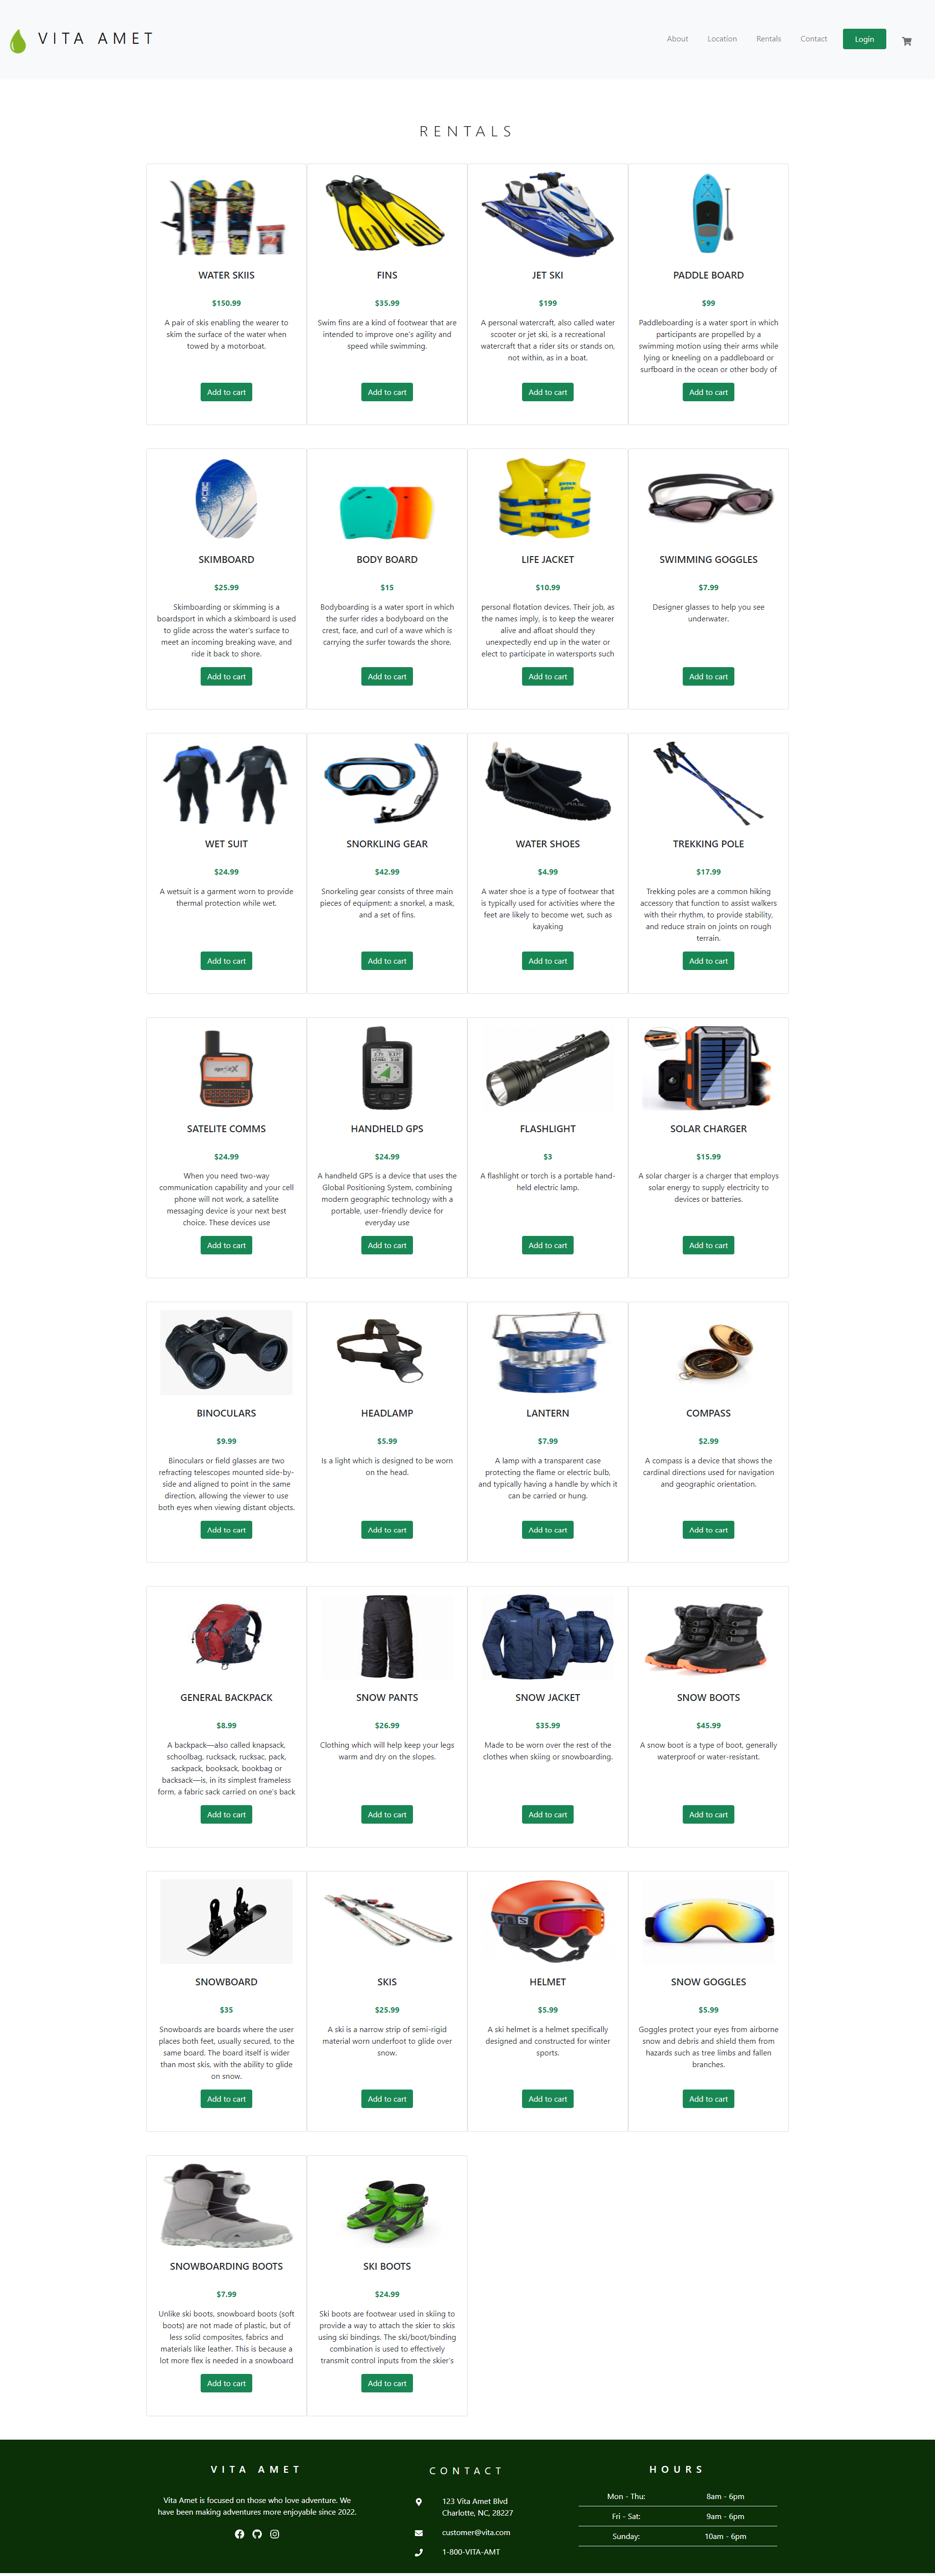 VITA AMET
About Location Rentals Contact Login
RENTALS
WATER SKIIS
$150.99
A pair of skis enabling the wearer to
skim the surface of the water when
towed by a motorboat.
Add to cart
FINS
$35.99
Swim fins are a kind of footwear that are
intended to improve one's agility and
speed while swimming.
Add to cart
JET SKI
$199
A personal watercraft, also called water
scooter or jet ski, is a recreational
watercraft that a rider sits or stands on,
not within, as in a boat.
Add to cart
PADDLE BOARD
$99
Paddleboarding is a water sport in which
participants are propelled by a
swimming motion using their arms while
lying or kneeling on a paddleboard or
surfboard in the ocean or other body of
Add to cart
SKIMBOARD
$25.99
Skimboarding or skimming is a
boardsport in which a skimboard is used
to glide across the water's surface to
meet an incoming breaking wave, and
ride it back to shore.
Add to cart
BODY BOARD
$15
Bodyboarding is a water sport in which
the surfer rides a bodyboard on the
crest, face, and curl of a wave which is
carrying the surfer towards the shore.
Add to cart
LIFE JACKET
$10.99
personal flotation devices. Their job, as
the names imply, is to keep the wearer
alive and afloat should they
unexpectedly end up in the water or
elect to participate in watersports such
Add to cart
SWIMMING GOGGLES
$7.99
Designer glasses to help you see
underwater.
Add to cart
WET SUIT
$24.99
A wetsuit is a garment worn to provide
thermal protection while wet.
Add to cart
SNORKLING GEAR
$42.99
Snorkeling gear consists of three main
pieces of equipment: a snorkel, a mask,
and a set of fins.
Add to cart
WATER SHOES
$4.99
A water shoe is a type of footwear that
is typically used for activities where the
feet are likely to become wet, such as
kayaking
Add to cart
TREKKING POLE
$17.99
Trekking poles are a common hiking
accessory that function to assist walkers
with their rhythm, to provide stability,
and reduce strain on joints on rough
terrain.
Add to cart
SATELITE COMMS
$24.99
When you need two-way
communication capability and your cell
phone will not work, a satellite
messaging device is your next best
choice. These devices use
Add to cart
HANDHELD GPS
$24.99
A handheld GPS is a device that uses the
Global Positioning System, combining
modern geographic technology with a
portable, user-friendly device for
everyday use
Add to cart
FLASHLIGHT
$3
A flashlight or torch is a portable hand-
held electric lamp.
Add to cart
SOLAR CHARGER
$15.99
A solar charger is a charger that employs
solar energy to supply electricity to
devices or batteries.
Add to cart
BINOCULARS
$9.99
Binoculars or field glasses are two
refracting telescopes mounted side-by-
side and aligned to point in the same
direction, allowing the viewer to use
both eyes when viewing distant objects.
Add to cart
HEADLAMP
$5.99
Is a light which is designed to be worn
on the head.
Add to cart
LANTERN
$7.99
A lamp with a transparent case
protecting the flame or electric bulb,
and typically having a handle by which it
can be carried or hung.
Add to cart
COMPASS
$2.99
A compass is a device that shows the
cardinal directions used for navigation
and geographic orientation.
Add to cart
GENERAL BACKPACK
$8.99
A backpack—also called knapsack,
schoolbag, rucksack, rucksac, pack,
sackpack, booksack, bookbag or
backsack—is, in its simplest frameless
form, a fabric sack carried on one's back
Add to cart
SNOW PANTS
$26.99
Clothing which will help keep your legs
warm and dry on the slopes.
Add to cart
SNOW JACKET
$35.99
Made to be worn over the rest of the
clothes when skiing or snowboarding.
Add to cart
SNOW BOOTS
$45.99
A snow boot is a type of boot, generally
waterproof or water-resistant.
Add to cart
SNOWBOARD
$35
Snowboards are boards where the user
places both feet, usually secured, to the
same board. The board itself is wider
than most skis, with the ability to glide
on snow.
Add to cart
SKIS
$25.99
A ski is a narrow strip of semi-rigid
material worn underfoot to glide over
snow.
Add to cart
HELMET
$5.99
A ski helmet is a helmet specifically
designed and constructed for winter
sports.
Add to cart
SNOW GOGGLES
$5.99
Goggles protect your eyes from airborne
snow and debris and shield them from
hazards such as tree limbs and fallen
branches.
Add to cart
SNOWBOARDING BOOTS
$7.99
Unlike ski boots, snowboard boots (soft
boots) are not made of plastic, but of
less solid composites, fabrics and
materials like leather. This is because a
lot more flex is needed in a snowboard
Add to cart
SKI BOOTS
$24.99
Ski boots are footwear used in skiing to
provide a way to attach the skier to skis
using ski bindings. The ski/boot/binding
combination is used to effectively
transmit control inputs from the skier's
Add to cart
VITA AMET
Vita Amet is focused on those who love adventure. We
have been making adventures more enjoyable since 2022.
CONTACT
123 Vita Amet Blvd
Charlotte, NC, 28227
customer@vita.com
1-800-VITA-AMT
HOURS
Mon - Thu: 8am - 6pm
Fri - Sat: 9am - 6pm
Sunday: 10am - 6pm